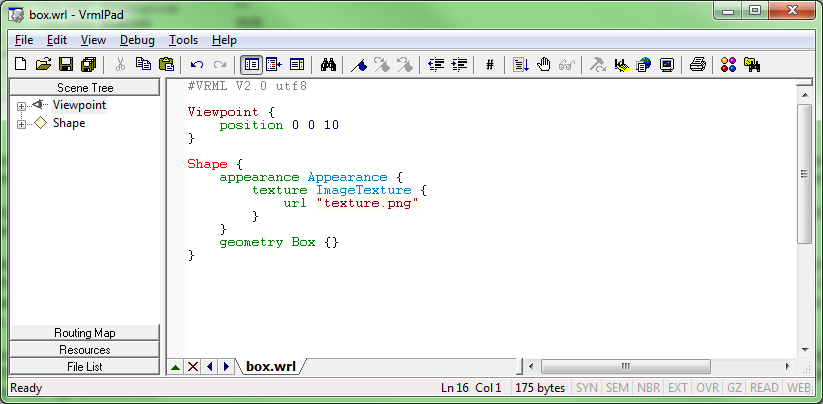 box.wrl - VrmlPad
File Edit View Debug Tools Help
#
Scene Tree
Viewpoint
Shape
Routing Map
Resources
File List
#VRML V2.0 utf8
Viewpoint {
position 0 0 10
}
Shape {
appearance Appearance {
texture ImageTexture {
url "texture.png"
}
}
geometry Box {}
}
box.wrl
Ready Ln 16 Col 1 175 bytes SYN SEM NBR EXT OVR GZ READ WEB